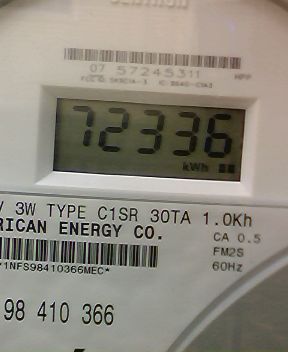 07 57245311
72336
kWh
3W TYPE C1SR 30TA 1.0Kh
RICAN ENERGY CO.
CA 0.5
FM2S
60Hz
*1NFS98410366MEC*
98 410 366